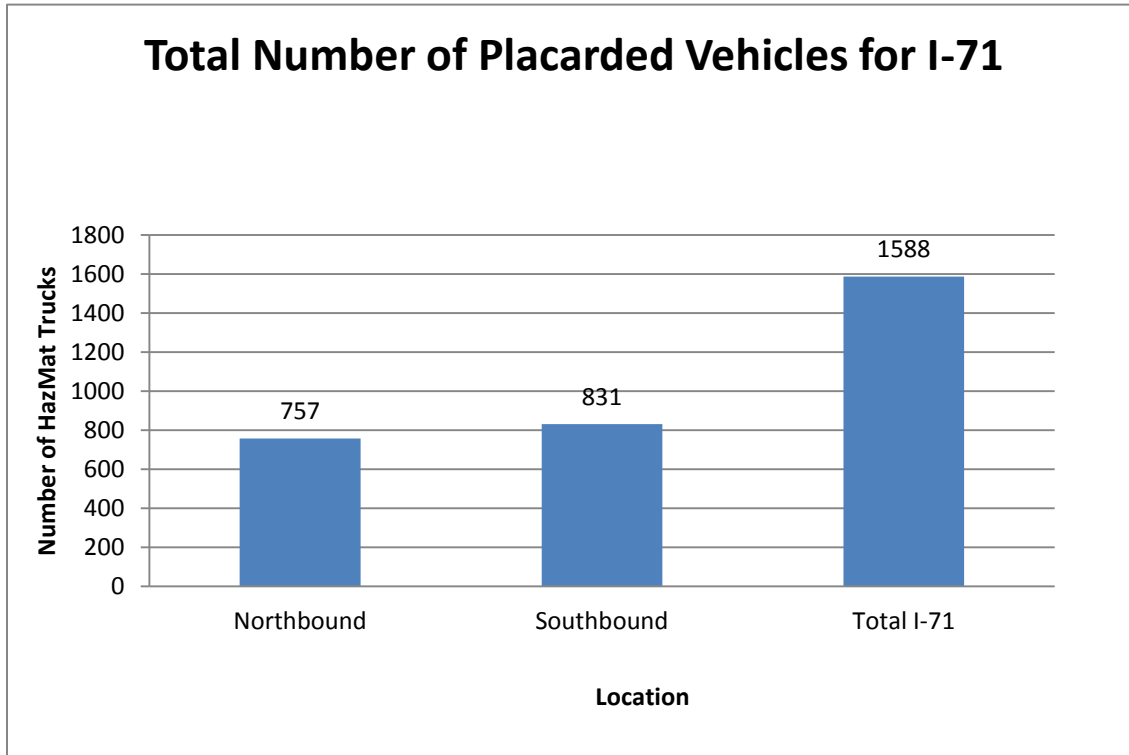 Total Number of Placarded Vehicles for I-71
Number of HazMat Trucks
1800
1600
1400
1200
1000
800
600
400
200
0
757
831
1588
Northbound
Southbound
Total I-71
Location